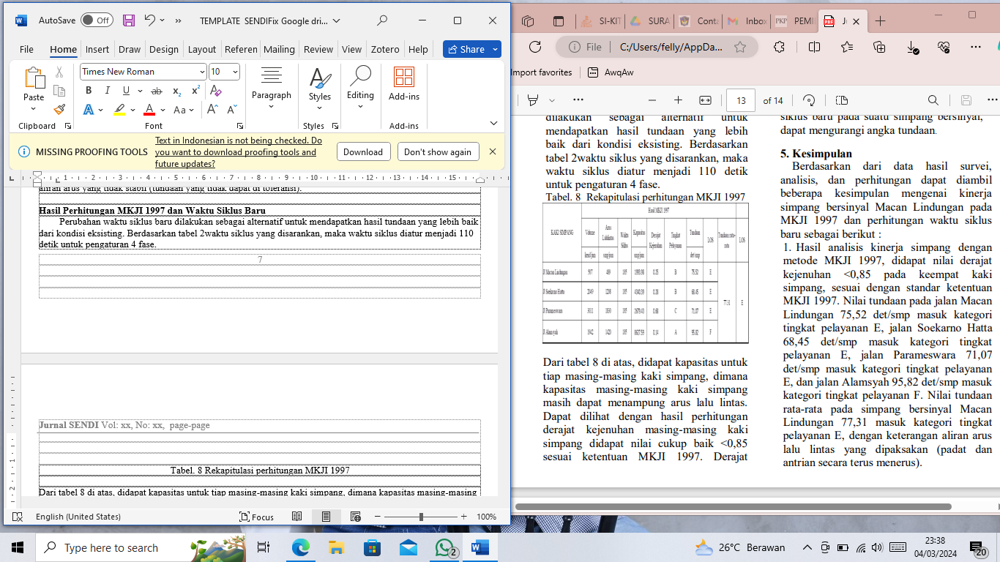 AutoSave Off TEMPLATE SENDIFix Google dri...
File Home Insert Draw Design Layout Referen Mailing Review View Zotero Help Share
Times New Roman 10
Paste
Clipboard
B I U ab x₂ x²
A A Aa A A
Font
Paragraph
Styles
Styles
Editing
Add-ins
Add-ins
MISSING PROOFING TOOLS Text in Indonesian is not being checked. Do
you want to download proofing tools and
future updates?
Download Don't show again
1 2 3 4 5 6 7 8 9 10 11 12 13 14 15
aliran arus yang tidak stabil (tundaan yang tidak dapat di toleransi).
Hasil Perhitungan MKJI 1997 dan Waktu Siklus Baru
Perubahan waktu siklus baru dilakukan sebagai alternatif untuk mendapatkan hasil tundaan yang lebih baik
dari kondisi eksisting. Berdasarkan tabel 2waktu siklus yang disarankan, maka waktu siklus diatur menjadi 110
detik untuk pengaturan 4 fase.
7
Jurnal SENDI Vol: xx, No: xx, page-page
Tabel. 8 Rekapitulasi perhitungan MKJI 1997
Dari tabel 8 di atas, didapat kapasitas untuk tiap masing-masing kaki simpang, dimana kapasitas masing-masing
English (United States) Focus 100%
SI-KIT SURA Conta Inbox PKP PEMI
File C:/Users/felly/AppDa...
Import favorites AwqAw
13 of 14
dilakukan sebagai alternatif untuk
mendapatkan hasil tundaan yang lebih
baik dari kondisi eksisting. Berdasarkan
tabel 2waktu siklus yang disarankan, maka
waktu siklus diatur menjadi 110 detik
untuk pengaturan 4 fase.
Tabel. 8 Rekapitulasi perhitungan MKJI 1997
Hasil MKJI 1997
KAKI SIMPANG Volume Arus Lalulintas Waktu Siklus Kapasitas Derajat Kejenuhan Tingkat Pelayanan Tundaan LOS Tundaan rata-rata LOS
kend/jam smp/jam smp/jam det/smp
Jl Macan Lindungan 507 409 185 0.25 B 75.52 E
Jl Soekarno Hatta 2049 1208 185 4340.39 0.28 B 68.45 E
77.31 E
Jl Parameswara 3011 1830 185 2679.43 0.68 C 71.07 E
Jl Alamsyah 1942 1420 185 0.14 A 95.82 F
Dari tabel 8 di atas, didapat kapasitas untuk
tiap masing-masing kaki simpang, dimana
kapasitas masing-masing kaki simpang
masih dapat menampung arus lalu lintas.
Dapat dilihat dengan hasil perhitungan
derajat kejenuhan masing-masing kaki
simpang didapat nilai cukup baik <0,85
sesuai ketentuan MKJI 1997. Derajat
siklus baru pada suatu simpang bersinyal,
dapat mengurangi angka tundaan.
5. Kesimpulan
Berdasarkan dari data hasil survei,
analisis, dan perhitungan dapat diambil
beberapa kesimpulan mengenai kinerja
simpang bersinyal Macan Lindungan pada
MKJI 1997 dan perhitungan waktu siklus
baru sebagai berikut :
1. Hasil analisis kinerja simpang dengan
metode MKJI 1997, didapat nilai derajat
kejenuhan <0,85 pada keempat kaki
simpang, sesuai dengan standar ketentuan
MKJI 1997. Nilai tundaan pada jalan Macan
Lindungan 75,52 det/smp masuk kategori
tingkat pelayanan E, jalan Soekarno Hatta
68,45 det/smp masuk kategori tingkat
pelayanan E, jalan Parameswara 71,07
det/smp masuk kategori tingkat pelayanan
E, dan jalan Alamsyah 95,82 det/smp masuk
kategori tingkat pelayanan F. Nilai tundaan
rata-rata pada simpang bersinyal Macan
Lindungan 77,31 masuk kategori tingkat
pelayanan E, dengan keterangan aliran arus
lalu lintas yang dipaksakan (padat dan
antrian secara terus menerus).
Type here to search
2
26°C Berawan
23:38
04/03/2024
20